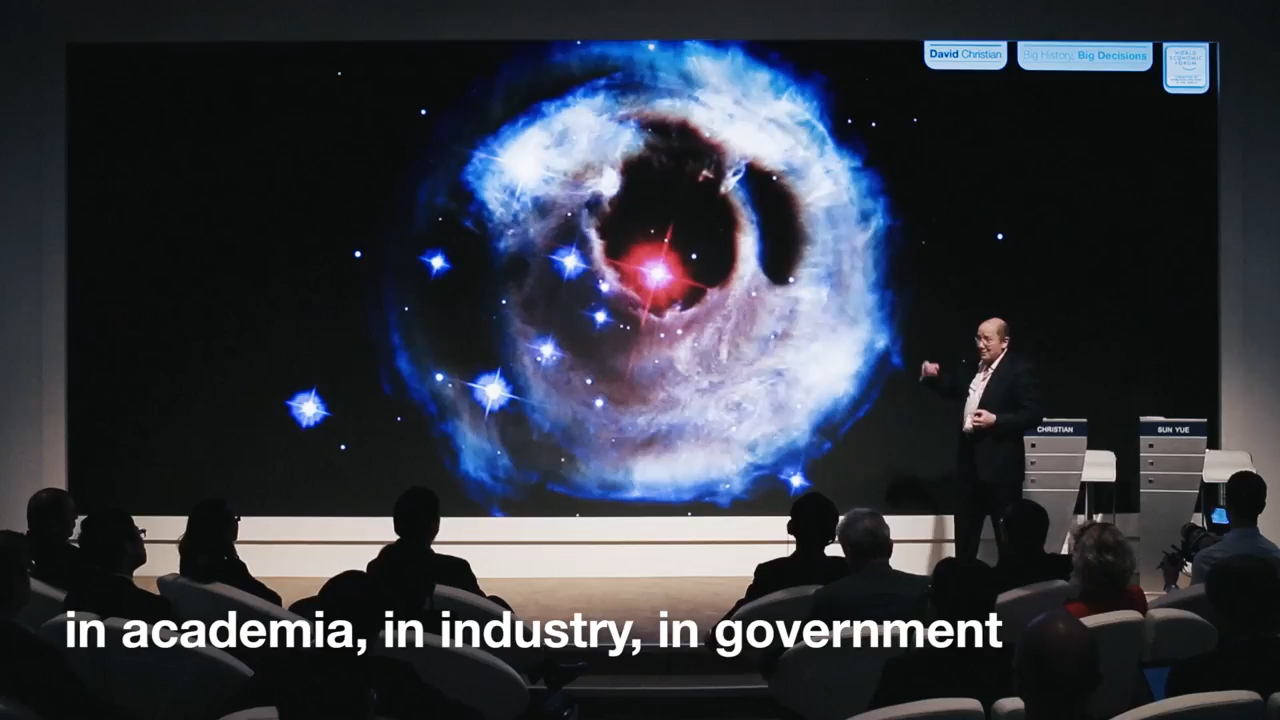 David Christian
Big History, Big Decisions
WORLD
ECONOMIC
FORUM
CHRISTIAN
SUN YUE
in academia, in industry, in government